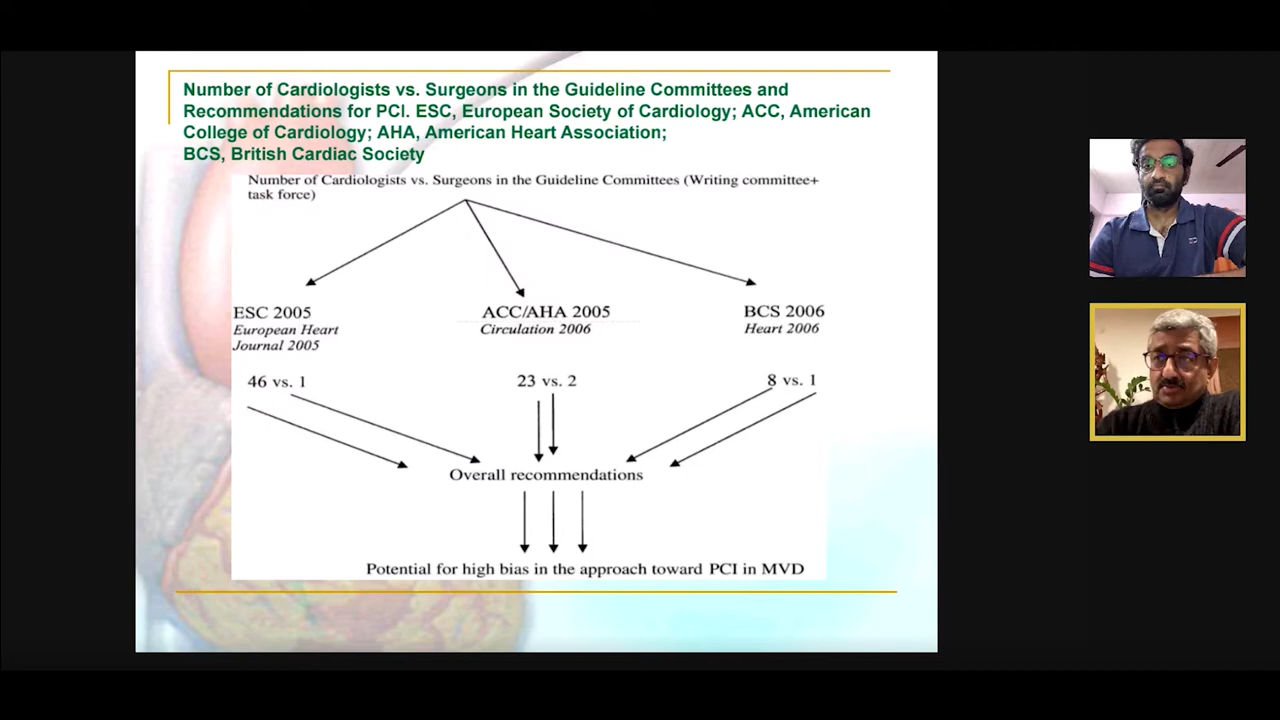 Number of Cardiologists vs. Surgeons in the Guideline Committees and
Recommendations for PCI. ESC, European Society of Cardiology; ACC, American
College of Cardiology; AHA, American Heart Association;
BCS, British Cardiac Society
Number of Cardiologists vs. Surgeons in the Guideline Committees (Writing committee+
task force)
ESC 2005
European Heart
Journal 2005
ACC/AHA 2005
Circulation 2006
BCS 2006
Heart 2006
46 vs. 1
23 vs. 2
8 vs. 1
Overall recommendations
Potential for high bias in the approach toward PCI in MVD